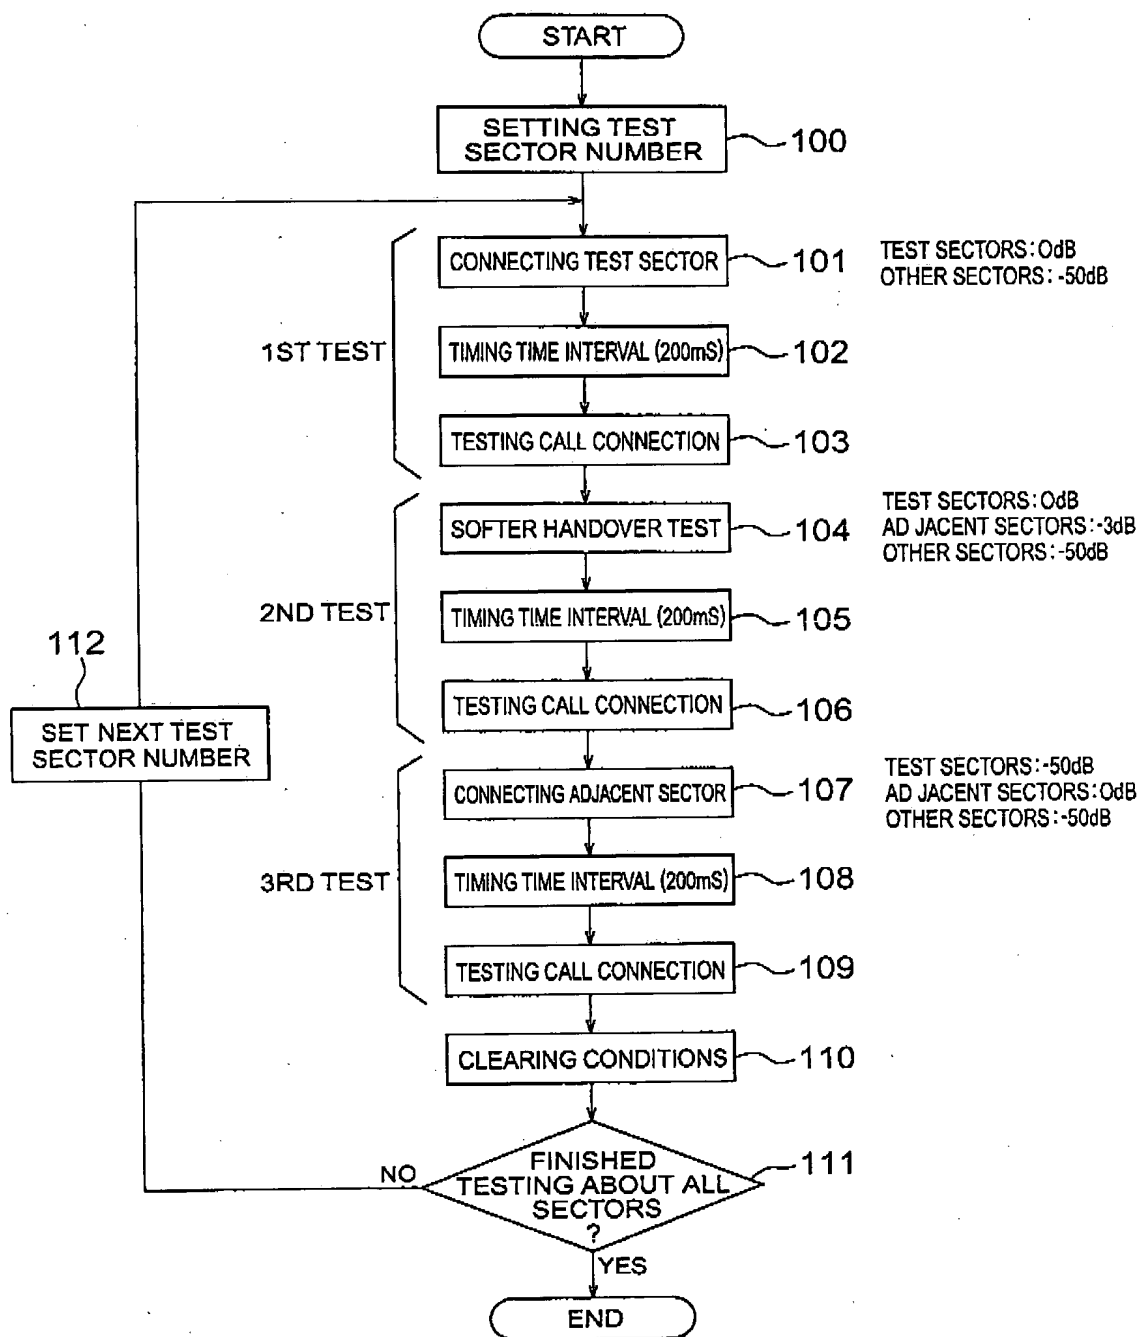 START
SETTING TEST
SECTOR NUMBER
100
CONNECTING TEST SECTOR
101
TEST SECTORS:0dB
OTHER SECTORS:-50dB
1ST TEST
TIMING TIME INTERVAL (200mS)
102
TESTING CALL CONNECTION
103
SOFTER HANDOVER TEST
104
TEST SECTORS:0dB
AD JACENT SECTORS:-3dB
OTHER SECTORS:-50dB
2ND TEST
TIMING TIME INTERVAL (200mS)
105
112
SET NEXT TEST
SECTOR NUMBER
TESTING CALL CONNECTION
106
CONNECTING ADJACENT SECTOR
107
TEST SECTORS:-50dB
AD JACENT SECTORS:0dB
OTHER SECTORS:-50dB
3RD TEST
TIMING TIME INTERVAL (200mS)
108
TESTING CALL CONNECTION
109
CLEARING CONDITIONS
110
FINISHED
TESTING ABOUT ALL
SECTORS
?
111
NO
YES
END